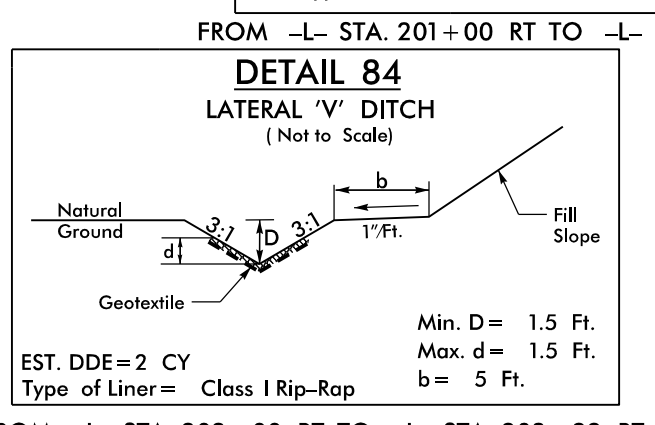 FROM –L– STA. 201+00 RT TO –L–
DETAIL 84
LATERAL 'V' DITCH
( Not to Scale)
b
Natural
Ground
3:1
D
3:1
1"/Ft.
Fill
Slope
d
Geotextile
Min. D = 1.5 Ft.
Max. d = 1.5 Ft.
b = 5 Ft.
EST. DDE = 2 CY
Type of Liner = Class I Rip–Rap